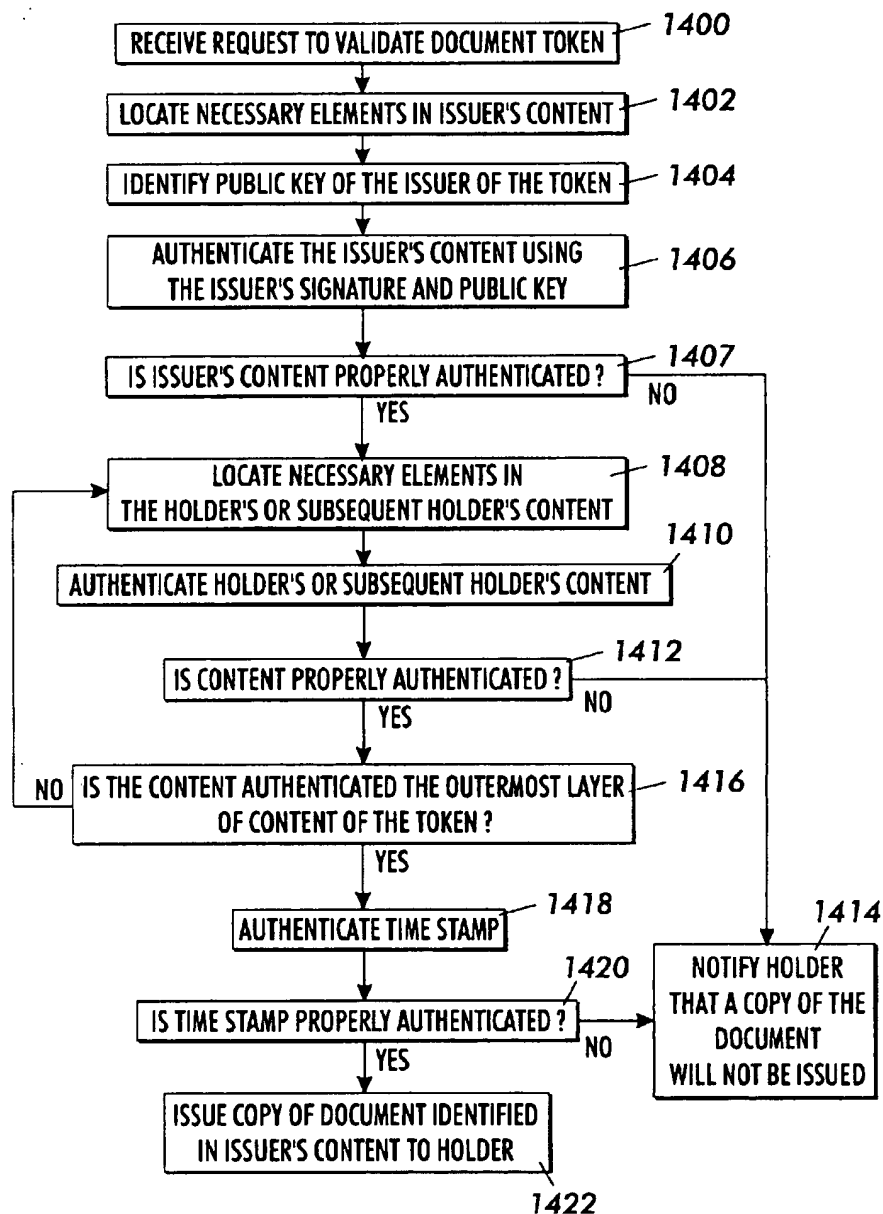 1400
RECEIVE REQUEST TO VALIDATE DOCUMENT TOKEN
1402
LOCATE NECESSARY ELEMENTS IN ISSUER'S CONTENT
1404
IDENTIFY PUBLIC KEY OF THE ISSUER OF THE TOKEN
AUTHENTICATE THE ISSUER'S CONTENT USING
THE ISSUER'S SIGNATURE AND PUBLIC KEY
1406
1407
IS ISSUER'S CONTENT PROPERLY AUTHENTICATED ?
NO
YES
LOCATE NECESSARY ELEMENTS IN
THE HOLDER'S OR SUBSEQUENT HOLDER'S CONTENT
1408
1410
AUTHENTICATE HOLDER'S OR SUBSEQUENT HOLDER'S CONTENT
1412
IS CONTENT PROPERLY AUTHENTICATED ?
NO
YES
NO
IS THE CONTENT AUTHENTICATED THE OUTERMOST LAYER
OF CONTENT OF THE TOKEN ?
1416
YES
1418
AUTHENTICATE TIME STAMP
1414
NOTIFY HOLDER
THAT A COPY OF THE
DOCUMENT
WILL NOT BE ISSUED
1420
IS TIME STAMP PROPERLY AUTHENTICATED ?
NO
YES
ISSUE COPY OF DOCUMENT IDENTIFIED
IN ISSUER'S CONTENT TO HOLDER
1422